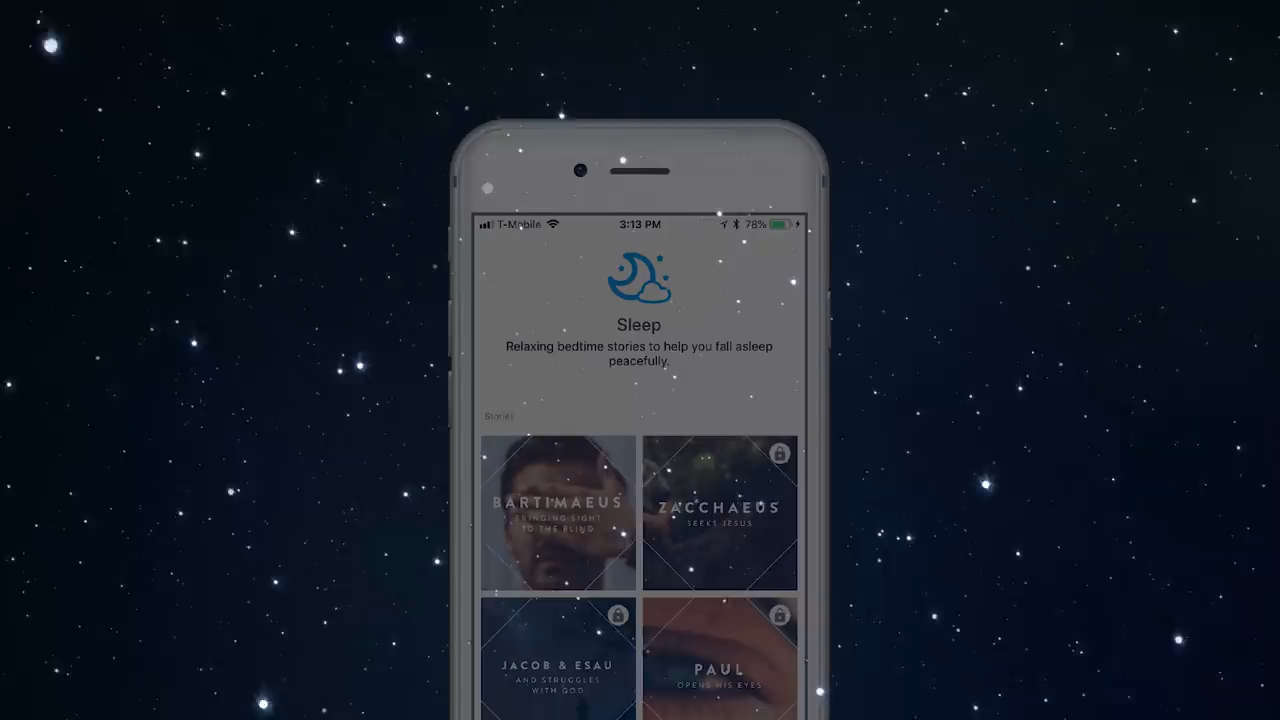 T-Mobile 3:13 PM 78%
Sleep
Relaxing bedtime stories to help you fall asleep
peacefully.
Stories
BARTIMAEUS
BRINGING SIGHT
TO THE BLIND
ZACCHAEUS
SEEKS JESUS
JACOB & ESAU
AND STRUGGLES
WITH GOD
PAUL
OPENS HIS EYES